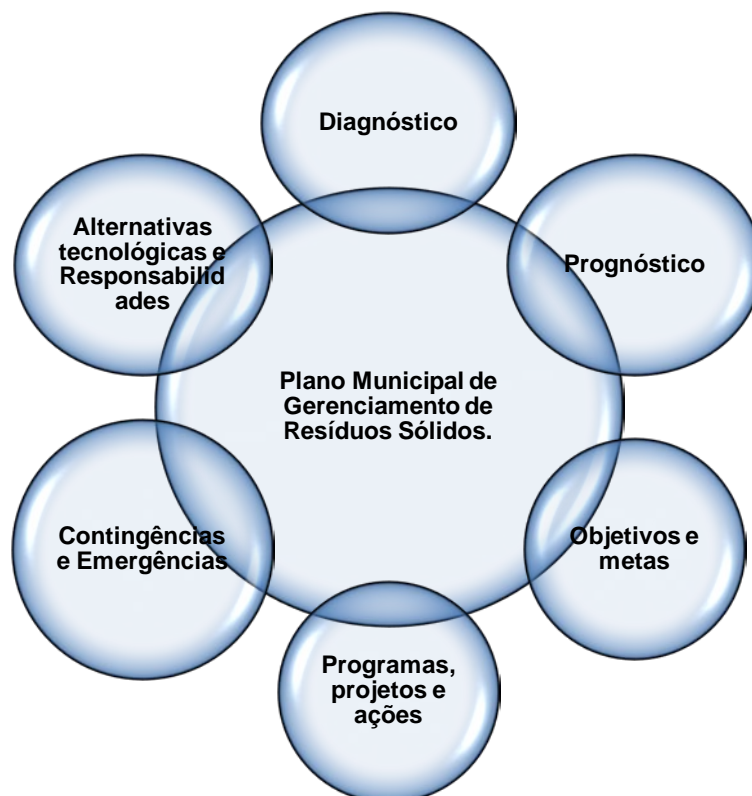 Diagnóstico
Prognóstico
Objetivos e
metas
Programas,
projetos e
ações
Contingências
e Emergências
Alternativas
tecnológicas e
Responsabilid
ades
Plano Municipal de
Gerenciamento de
Resíduos Sólidos.